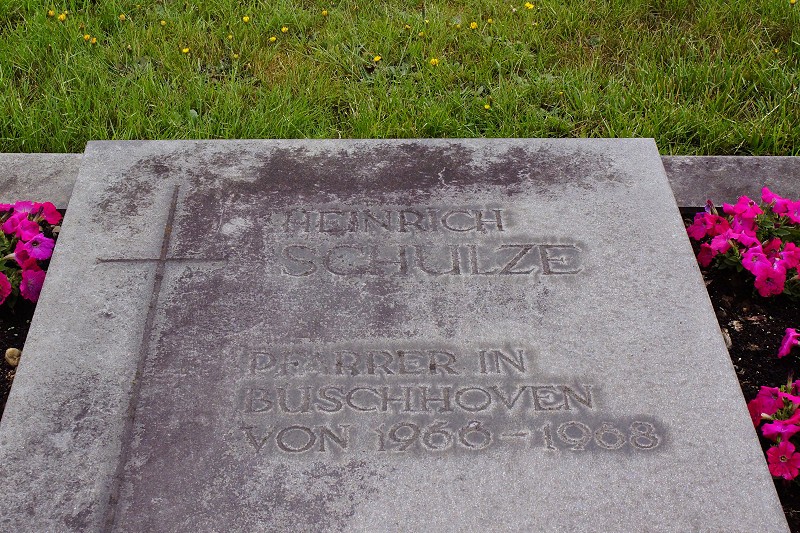 HEINRICH
SCHULZE
PFARRER IN
BUSCHHOVEN
VON 1966-1968